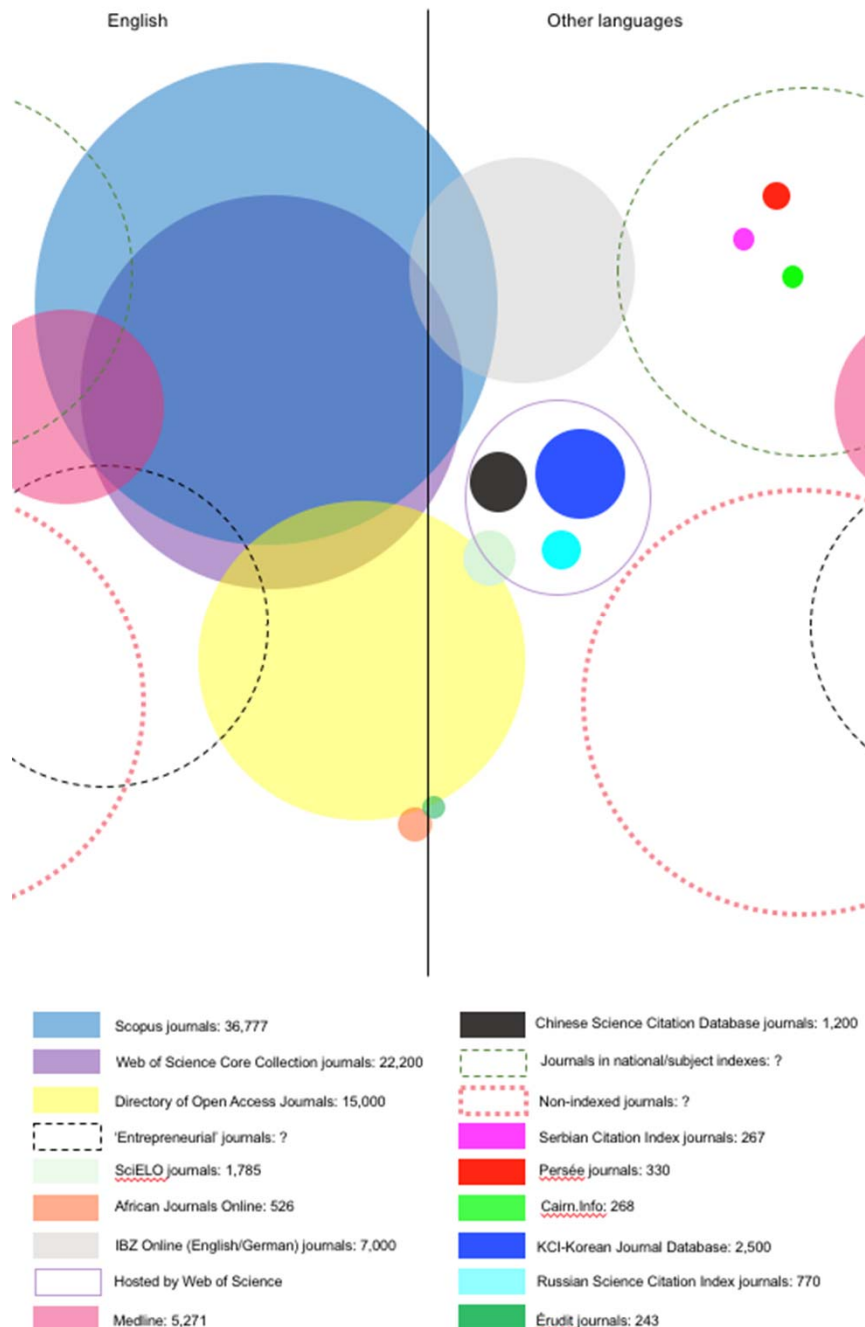 English
Other languages
Scopus journals: 36,777
Web of Science Core Collection journals: 22,200
Directory of Open Access Journals: 15,000
'Entrepreneurial' journals: ?
SciELO journals: 1,785
African Journals Online: 526
IBZ Online (English/German) journals: 7,000
Hosted by Web of Science
Medline: 5,271
Chinese Science Citation Database journals: 1,200
Journals in national/subject indexes: ?
Non-indexed journals: ?
Serbian Citation Index journals: 267
Persée journals: 330
Cairn.Info: 268
KCI-Korean Journal Database: 2,500
Russian Science Citation Index journals: 770
Érudit journals: 243